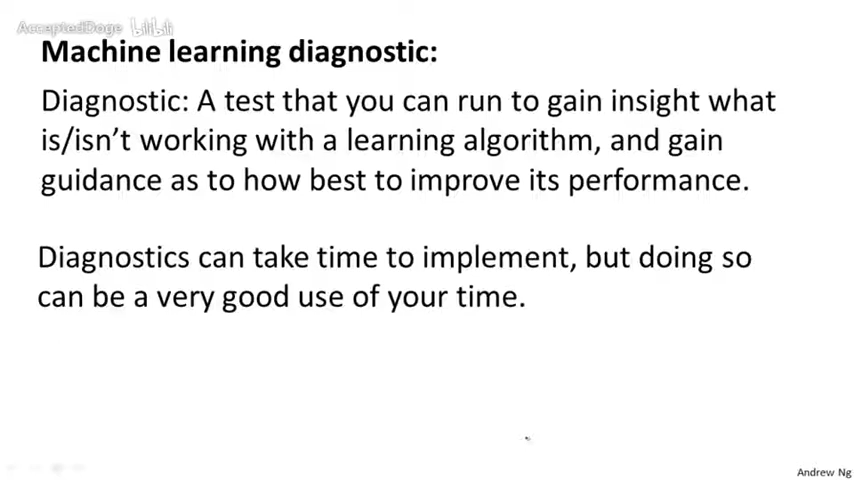 AcceptedDoge bilibili
Machine learning diagnostic:
Diagnostic: A test that you can run to gain insight what
is/isn't working with a learning algorithm, and gain
guidance as to how best to improve its performance.
Diagnostics can take time to implement, but doing so
can be a very good use of your time.
Andrew Ng